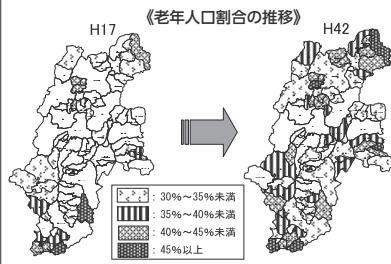 《老年人口割合の推移》
H17
H42
: 30%～35%未満
: 35%～40%未満
: 40%～45%未満
: 45%以上